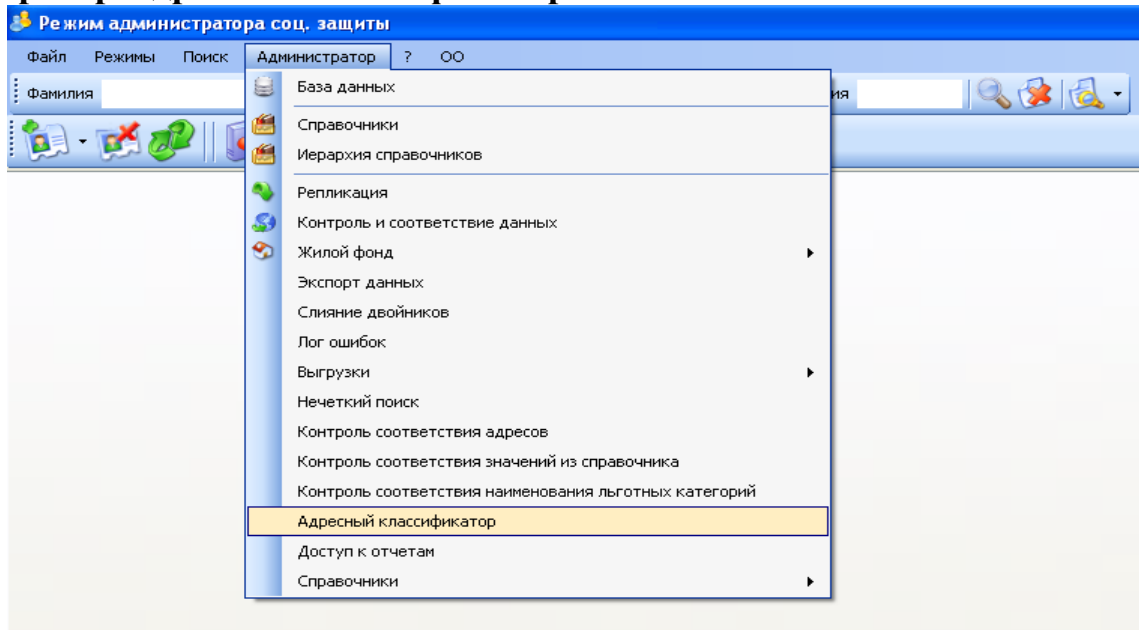 Режим администратора соц. защиты
Файл Режимы Поиск Администратор ? ОО
Фамилия ия
База данных
Справочники
Иерархия справочников
Репликация
Контроль и соответствие данных
Жилой фонд
Экспорт данных
Слияние двойников
Лог ошибок
Выгрузки
Нечеткий поиск
Контроль соответствия адресов
Контроль соответствия значений из справочника
Контроль соответствия наименования льготных категорий
Адресный классификатор
Доступ к отчетам
Справочники